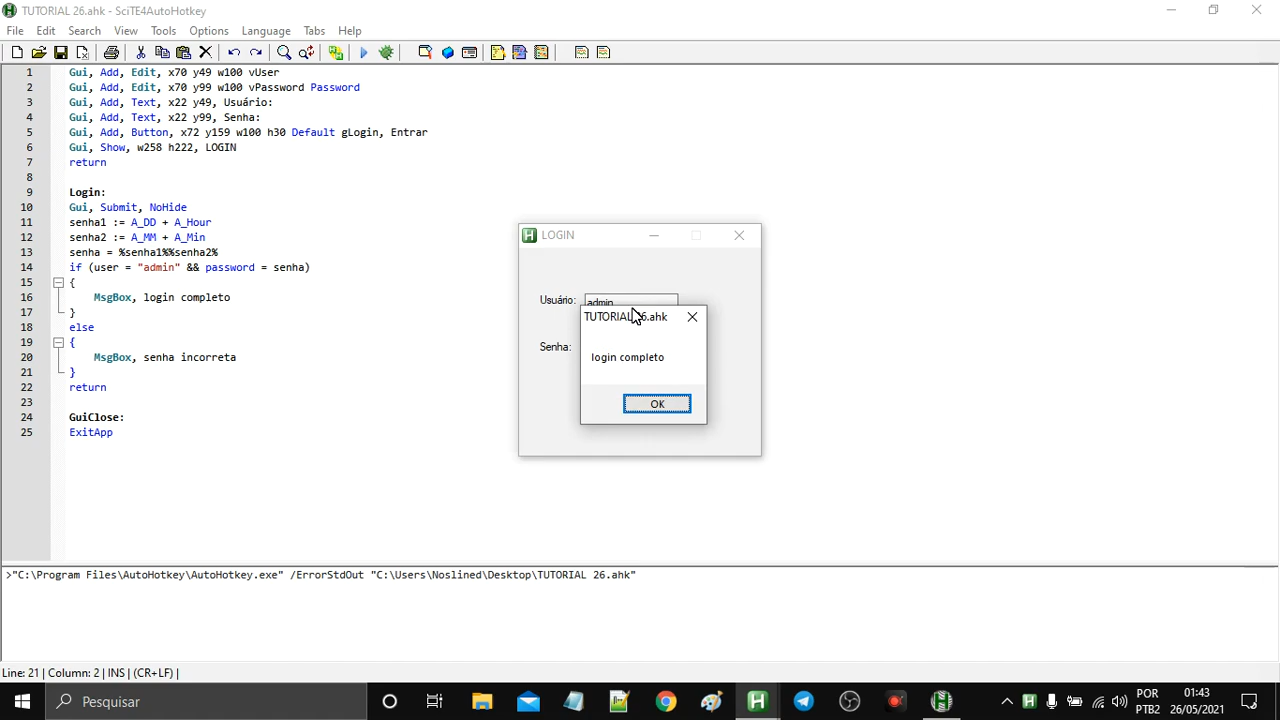 TUTORIAL 26.ahk - SciTE4AutoHotkey
File Edit Search View Tools Options Language Tabs Help
1 Gui, Add, Edit, x70 y49 w100 vUser
2 Gui, Add, Edit, x70 y99 w100 vPassword Password
3 Gui, Add, Text, x22 y49, Usuário:
4 Gui, Add, Text, x22 y99, Senha:
5 Gui, Add, Button, x72 y159 w100 h30 Default gLogin, Entrar
6 Gui, Show, w258 h222, LOGIN
7 return
8
9 Login:
10 Gui, Submit, NoHide
11 senha1 := A_DD + A_Hour
12 senha2 := A_MM + A_Min
13 senha = %senha1%%senha2%
14 if (user = "admin" && password = senha)
15 {
16 MsgBox, login completo
17 }
18 else
19 {
20 MsgBox, senha incorreta
21 }
22 return
23
24 GuiClose:
25 ExitApp
LOGIN
Usuário: admin
TUTORIAL 26.ahk
Senha:
login completo
OK
>"C:\Program Files\AutoHotkey\AutoHotkey.exe" /ErrorStdOut "C:\Users\Noslined\Desktop\TUTORIAL 26.ahk"
Line: 21 | Column: 2 | INS | (CR+LF) |
Pesquisar
POR 01:43
PTB2 26/05/2021